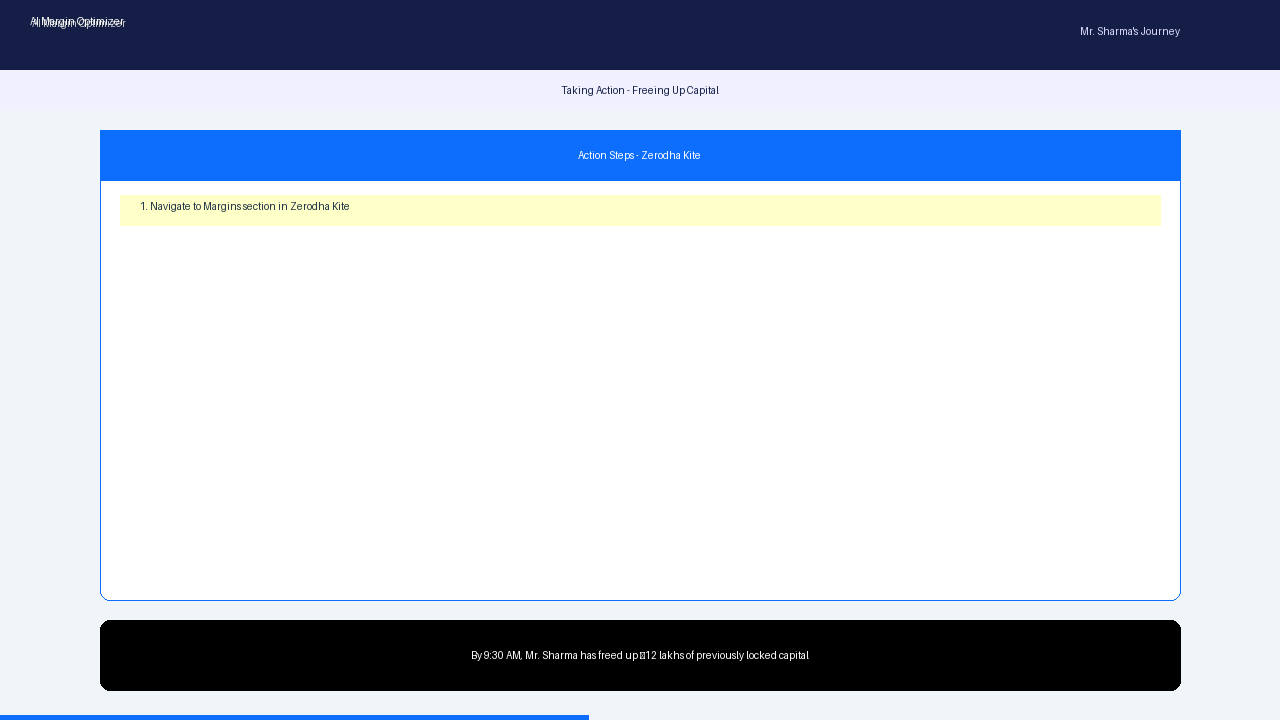 AI Margin Optimizer
Mr. Sharma's Journey
Taking Action - Freeing Up Capital
Action Steps - Zerodha Kite
1. Navigate to Margins section in Zerodha Kite
By 9:30 AM, Mr. Sharma has freed up 12 lakhs of previously locked capital